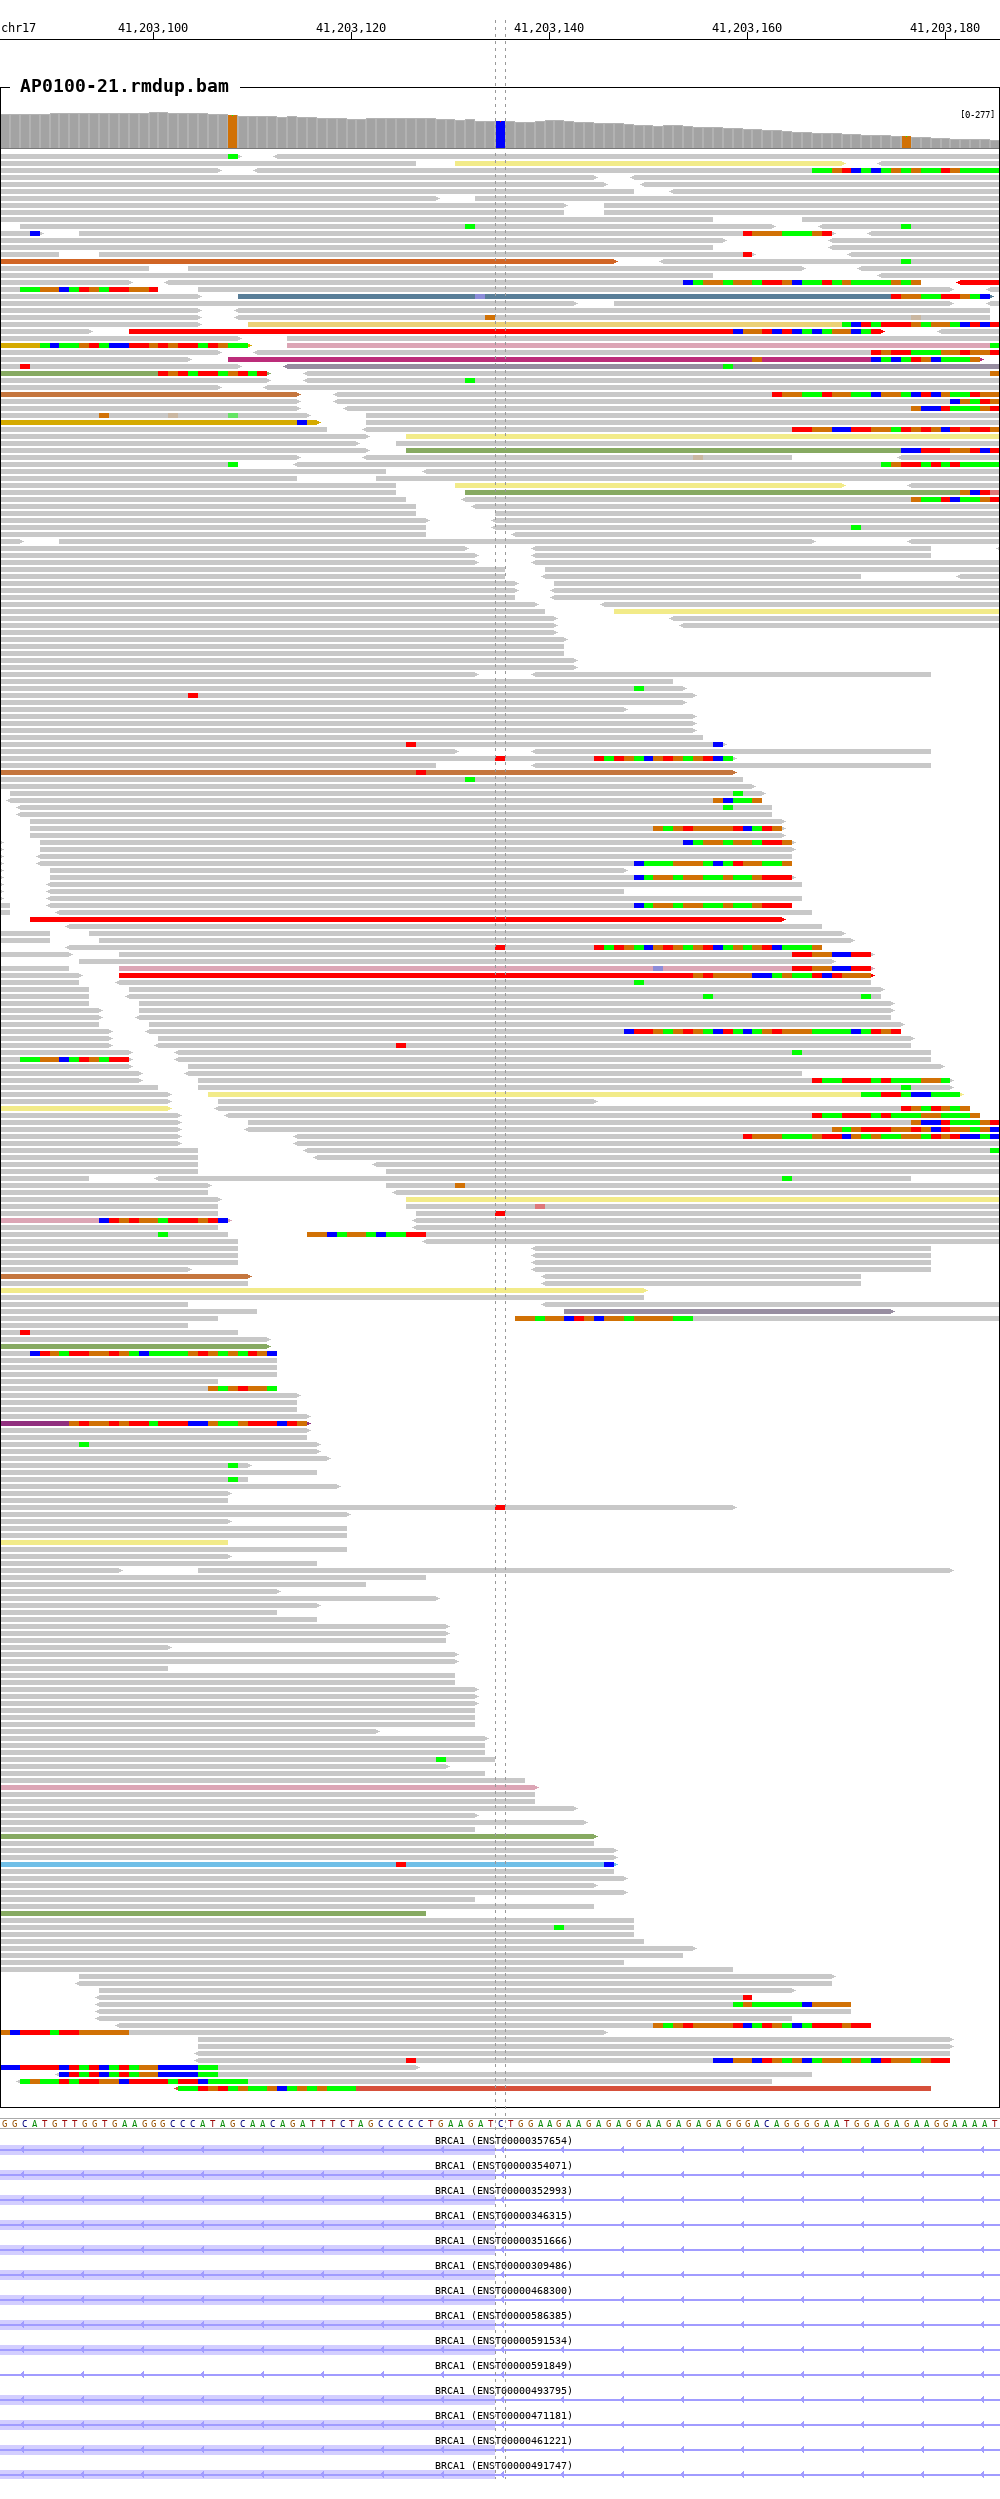 chr17 41,203,100 41,203,120 41,203,140 41,203,160 41,203,180
AP0100-21.rmdup.bam
[0-277]
GGCATGTTGGTGAAGGGCCCATAGCAACAGATTTCTAGCCCCCTGAAGATCTGGAAGAAGAGAGGAAGAGAGAGGGACAGGGGAATGGAGAGAAGGAAAAT
BRCA1 (ENST00000357654)
BRCA1 (ENST00000354071)
BRCA1 (ENST00000352993)
BRCA1 (ENST00000346315)
BRCA1 (ENST00000351666)
BRCA1 (ENST00000309486)
BRCA1 (ENST00000468300)
BRCA1 (ENST00000586385)
BRCA1 (ENST00000591534)
BRCA1 (ENST00000591849)
BRCA1 (ENST00000493795)
BRCA1 (ENST00000471181)
BRCA1 (ENST00000461221)
BRCA1 (ENST00000491747)